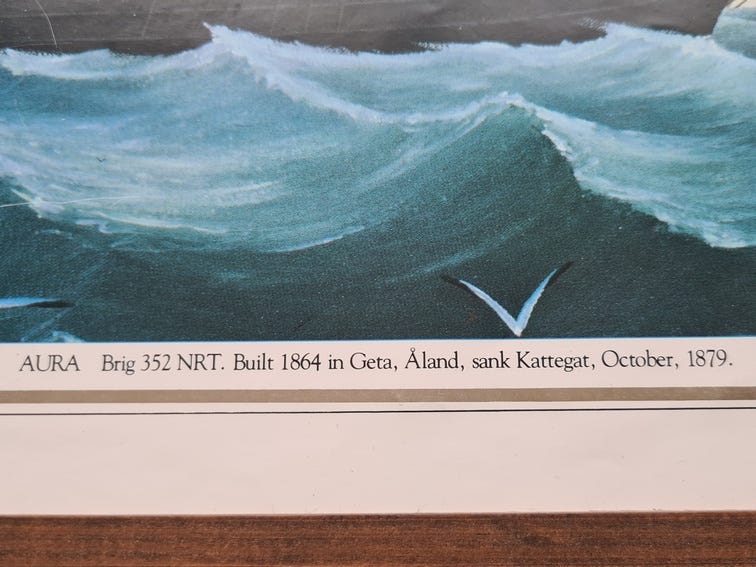 AURA Brig 352 NRT. Built 1864 in Geta, Åland, sank Kattegat, October, 1879.